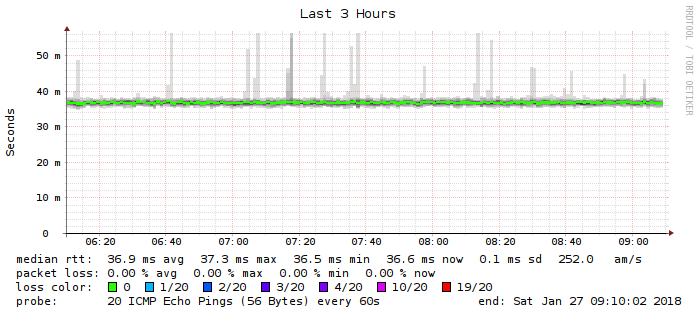 Last 3 Hours
RRDTOOL / TOBI OETIKER
Seconds
50 m
40 m
30 m
20 m
10 m
0
06:20 06:40 07:00 07:20 07:40 08:00 08:20 08:40 09:00
median rtt: 36.9 ms avg 37.3 ms max 36.5 ms min 36.6 ms now 0.1 ms sd 252.0 am/s
packet loss: 0.00 % avg 0.00 % max 0.00 % min 0.00 % now
loss color: 0 1/20 2/20 3/20 4/20 10/20 19/20
probe: 20 ICMP Echo Pings (56 Bytes) every 60s end: Sat Jan 27 09:10:02 2018